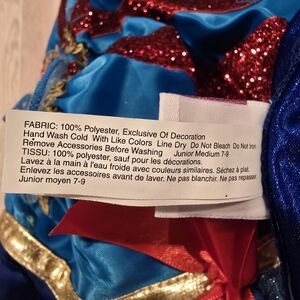 FABRIC: 100% Polyester, Exclusive Of Decoration
Hand Wash Cold With Like Colors Line Dry Do Not Bleach Do Not Iron
Remove Accessories Before Washing Junior Medium 7-9
TISSU: 100% polyester, sauf pour les décorations.
Lavez à la main à l'eau froide avec couleurs similaires. Séchez à plat.
Enlevez les accessoires avant de laver. Ne pas blanchir. Ne pas repasser.
Junior moyen 7-9